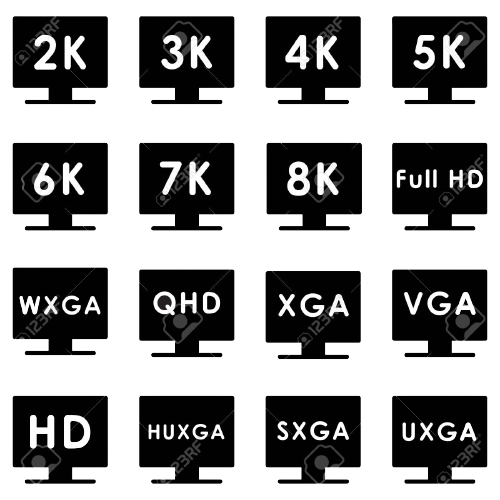 2K 3K 4K 5K
6K 7K 8K Full HD
WXGA QHD XGA VGA
HD HUXGA SXGA UXGA